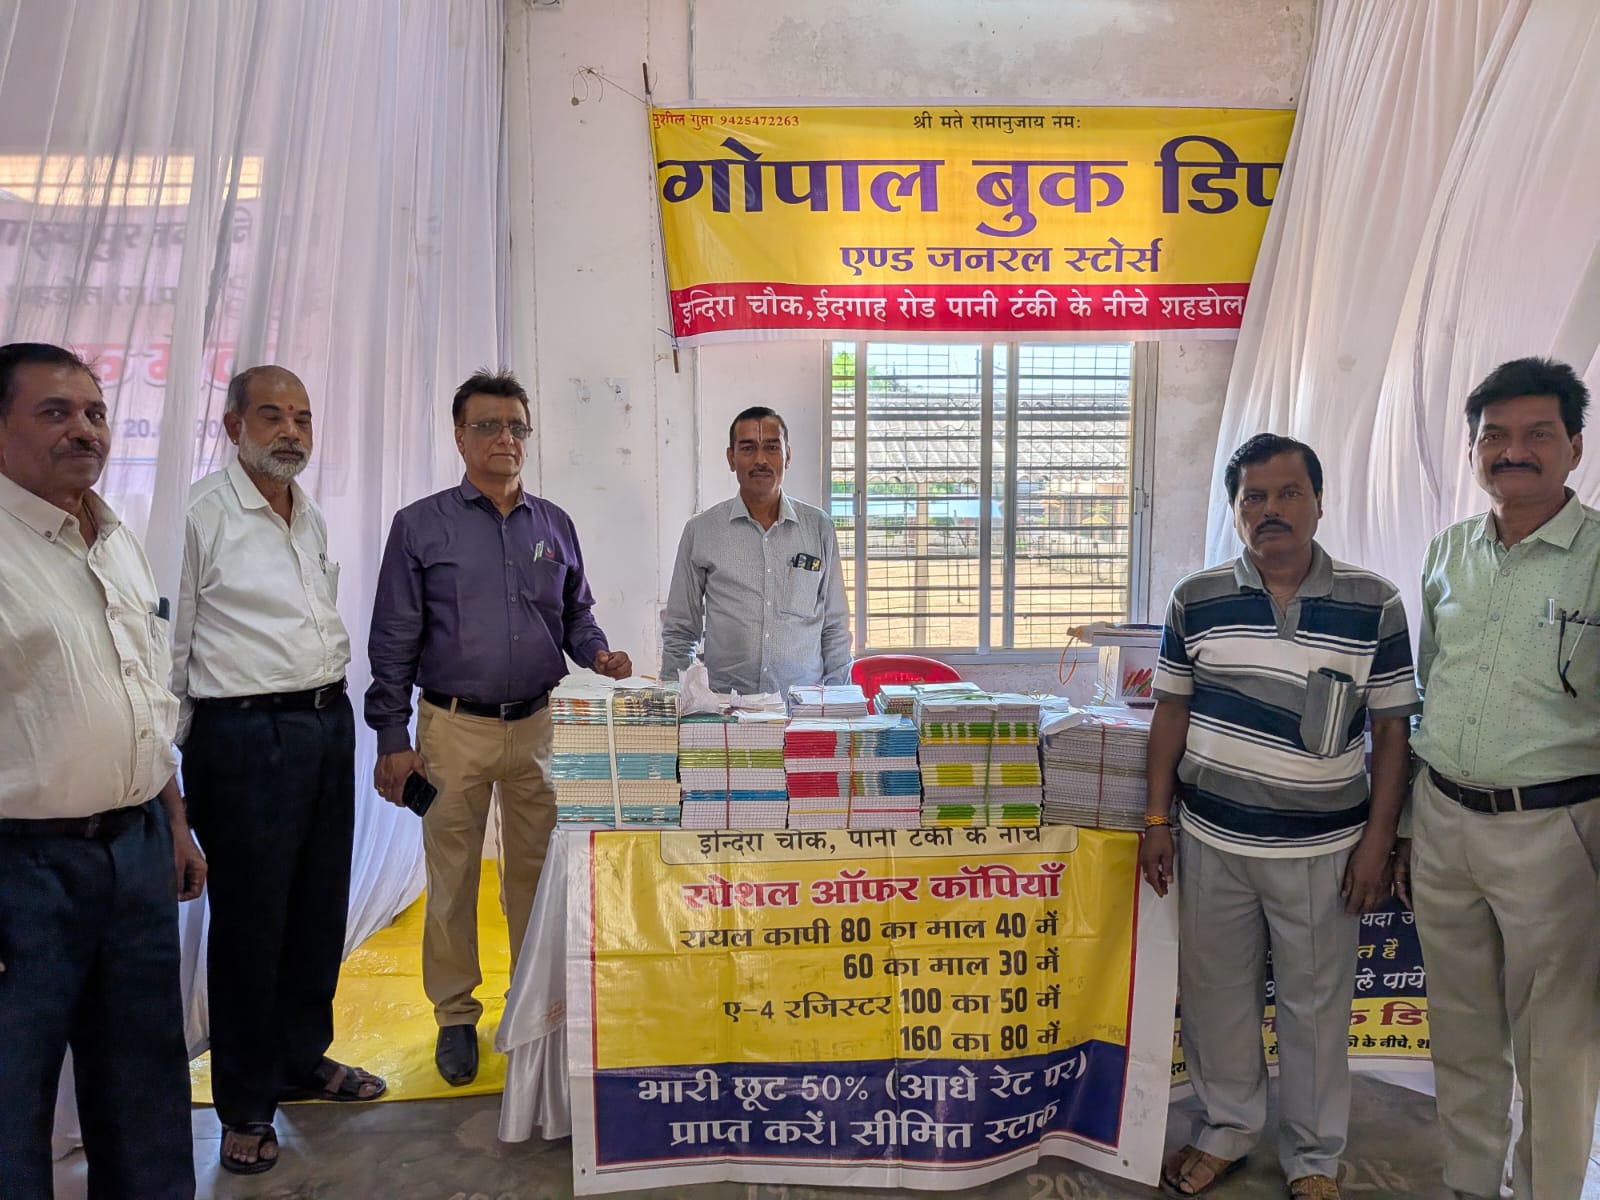 सुशील गुप्ता 9425472263
श्री मते रामानुजाय नम:
गोपाल बुक डिप
एण्ड जनरल स्टोर्स
इन्दिरा चौक,ईदगाह रोड पानी टंकी के नीचे शहडोल
इन्दिरा चौक, पानी टंकी के नीचे
स्पेशल ऑफर कॉपियाँ
रायल कापी 80 का माल 40 में
60 का माल 30 में
ए-4 रजिस्टर 100 का 50 में
160 का 80 में
भारी छूट 50% (आधे रेट पर)
प्राप्त करें। सीमित स्टाक
त है
ले पाये
क डि
की के नीचे, श